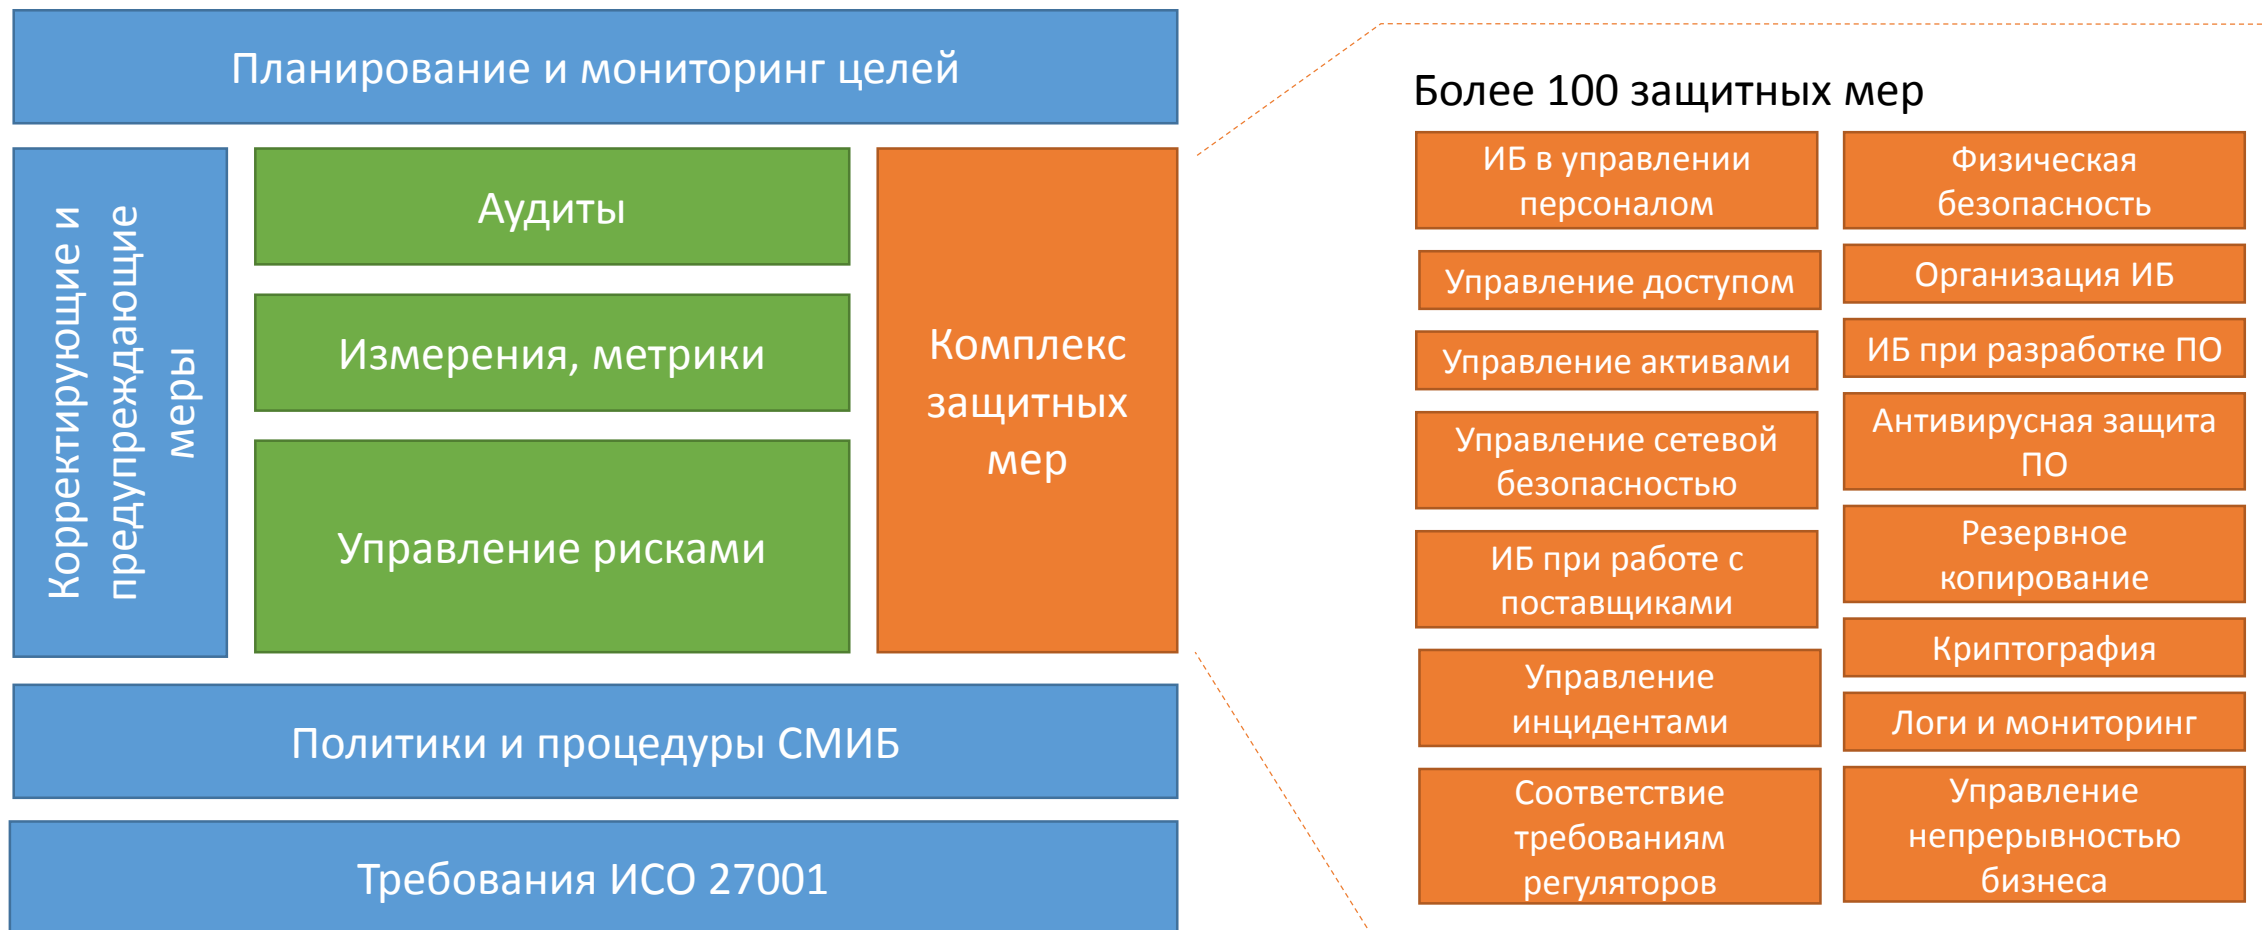 Планирование и мониторинг целей
Корректирующие и
предупреждающие
меры
Аудиты
Измерения, метрики
Управление рисками
Комплекс
защитных
мер
Политики и процедуры СМИБ
Требования ИСО 27001
Более 100 защитных мер
ИБ в управлении
персоналом
Управление доступом
Управление активами
Управление сетевой
безопасностью
ИБ при работе с
поставщиками
Управление
инцидентами
Соответствие
требованиям
регуляторов
Физическая
безопасность
Организация ИБ
ИБ при разработке ПО
Антивирусная защита
ПО
Резервное
копирование
Криптография
Логи и мониторинг
Управление
непрерывностью
бизнеса